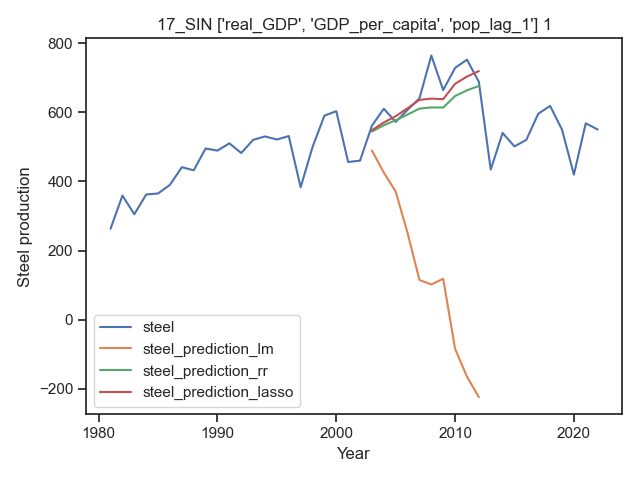 17_SIN ['real_GDP', 'GDP_per_capita', 'pop_lag_1'] 1
800
600
400
200
0
−200
Steel production
steel
steel_prediction_lm
steel_prediction_rr
steel_prediction_lasso
1980
1990
2000
2010
2020
Year